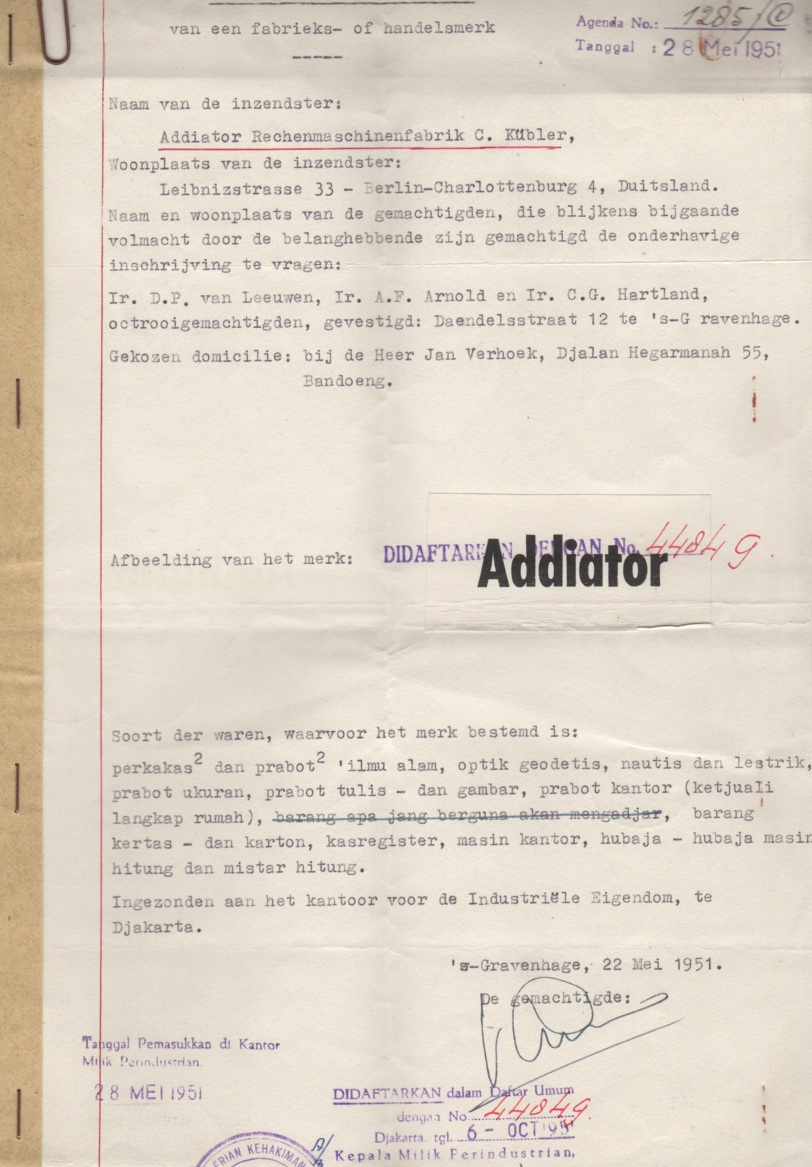 van een fabrieks- of handelsmerk
Agenda No.: 1285/@
Tanggal : 28 Mei 1951
Naam van de inzendster:
Addiator Rechenmaschinenfabrik C. Kübler,
Woonplaats van de inzendster:
Leibnizstrasse 33 - Berlin-Charlottenburg 4, Duitsland.
Naam en woonplaats van de gemachtigden, die blijkens bijgaande
volmacht door de belanghebbende zijn gemachtigd de onderhavige
inschrijving te vragen:
Ir. D.P. van Leeuwen, Ir. A.F. Arnold en Ir. C.G. Hartland,
octrooigemachtigden, gevestigd: Daendelsstraat 12 te 's-G ravenhage.
Gekozen domicilie: bij de Heer Jan Verhoek, Djalan Hegarmanah 55,
Bandoeng.
DIDAFTARKAN DENGAN No. 44849.
Afbeelding van het merk:
Addiator
Soort der waren, waarvoor het merk bestemd is:
perkakas² dan prabot² 'ilmu alam, optik geodetis, nautis dan lestrik,
prabot ukuran, prabot tulis - dan gambar, prabot kantor (ketjuali
langkap rumah), barang apa jang berguna akan mengadjar, barang
kertas - dan karton, kasregister, masin kantor, hubaja - hubaja masin
hitung dan mistar hitung.
Ingezonden aan het kantoor voor de Industriële Eigendom, te
Djakarta.
's-Gravenhage, 22 Mei 1951.
De gemachtigde:
Tanggal Pemasukkan di Kantor
Milik Perindustrian.
28 MEI 1951
DIDAFTARKAN dalam Daftar Umum
dengan No. 44849.
Djakarta. tgl. 6 - OCT 1951
Kepala Milik Perindustrian,
ERIAN KEHAKIMAN